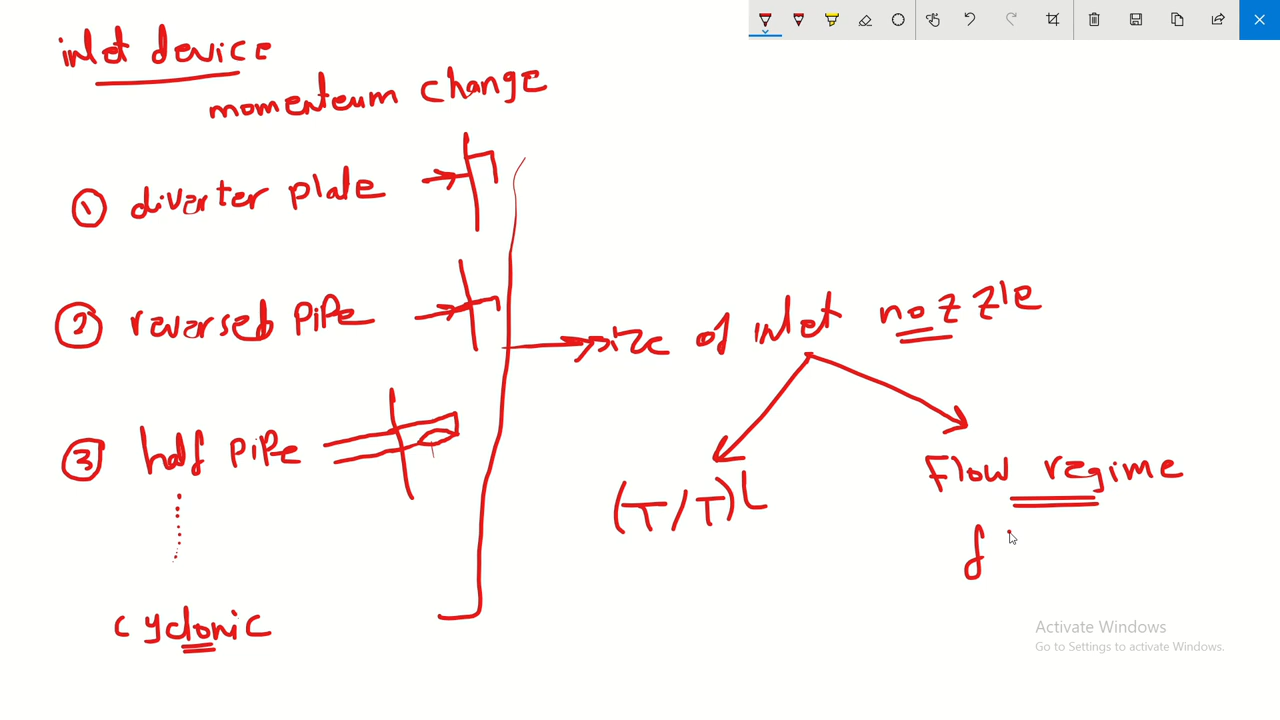 inlet device
momenteum change
① diverter plate
② reversed pipe
③ half pipe
cyclonic
size of inlet nozzle
(T/T)L
Flow regime
f
Activate Windows
Go to Settings to activate Windows.